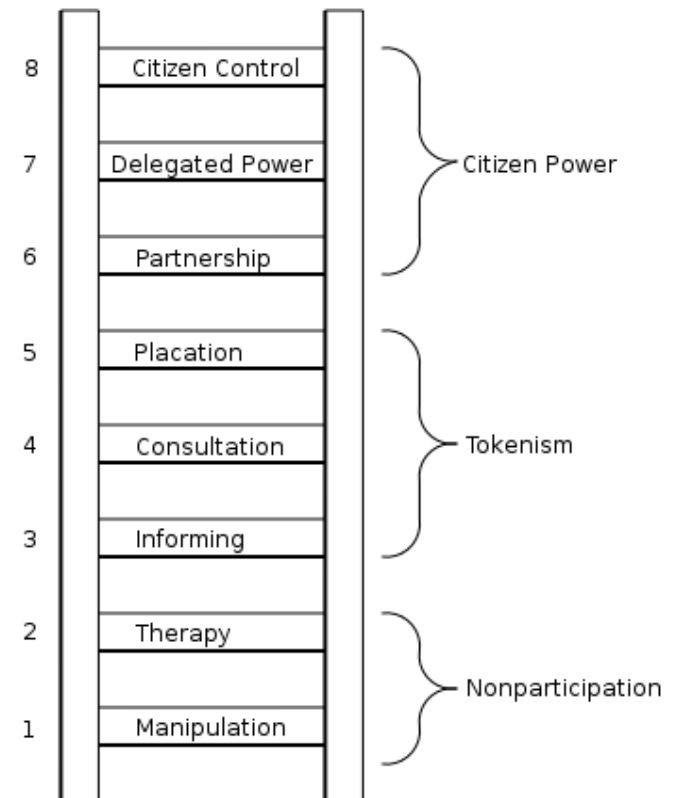 8 Citizen Control
7 Delegated Power Citizen Power
6 Partnership
5 Placation
4 Consultation Tokenism
3 Informing
2 Therapy
Nonparticipation
1 Manipulation